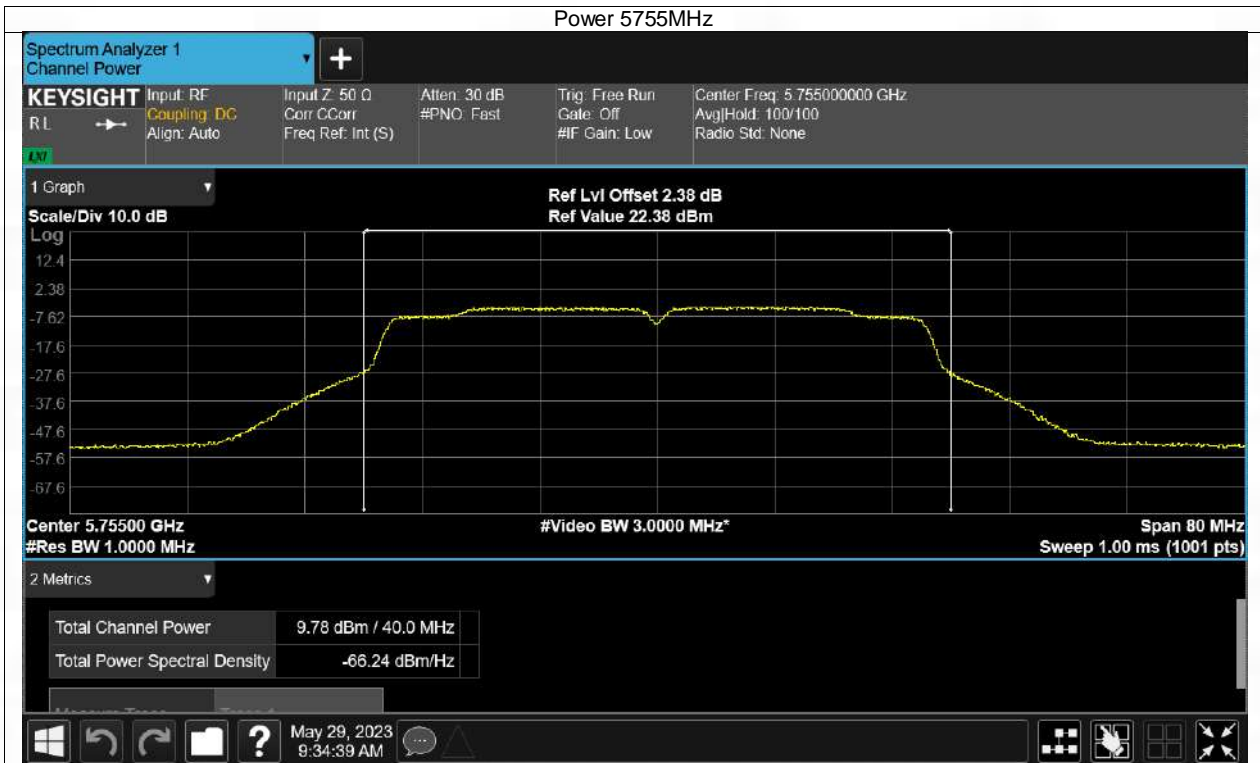 Power 5755MHz
Spectrum Analyzer 1
Channel Power
+
KEYSIGHT
Input: RF
Input Z: 50 Ω
Atten: 30 dB
Trig: Free Run
Center Freq: 5.755000000 GHz
RL
Coupling: DC
Corr CCorr
#PNO: Fast
Gate: Off
Avg|Hold: 100/100
Align: Auto
Freq Ref: Int (S)
#IF Gain: Low
Radio Std: None
LXI
1 Graph
Ref Lvl Offset 2.38 dB
Scale/Div 10.0 dB
Ref Value 22.38 dBm
Log
12.4
2.38
-7.62
-17.6
-27.6
-37.6
-47.6
-57.6
-67.6
Center 5.75500 GHz
#Video BW 3.0000 MHz*
Span 80 MHz
#Res BW 1.0000 MHz
Sweep 1.00 ms (1001 pts)
2 Metrics
Total Channel Power 9.78 dBm / 40.0 MHz
Total Power Spectral Density -66.24 dBm/Hz
?
May 29, 2023
9:34:39 AM